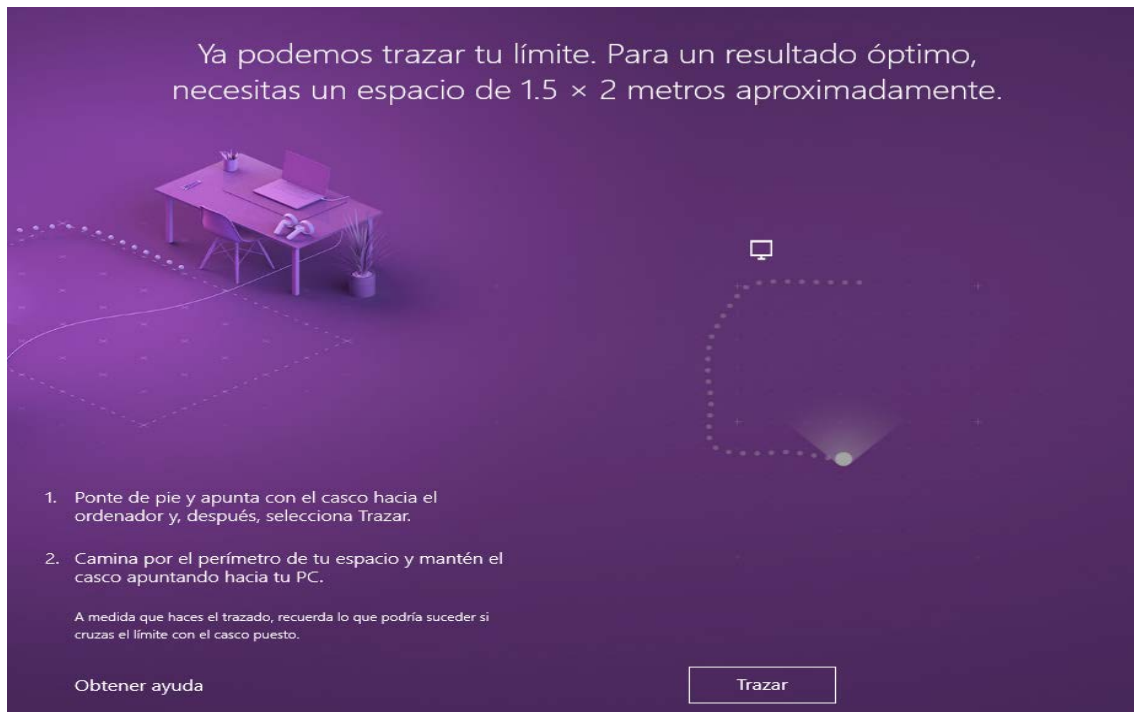 Ya podemos trazar tu límite. Para un resultado óptimo,
necesitas un espacio de 1.5 × 2 metros aproximadamente.
1. Ponte de pie y apunta con el casco hacia el
ordenador y, después, selecciona Trazar.
2. Camina por el perímetro de tu espacio y mantén el
casco apuntando hacia tu PC.
A medida que haces el trazado, recuerda lo que podría suceder si
cruzas el límite con el casco puesto.
Obtener ayuda
Trazar